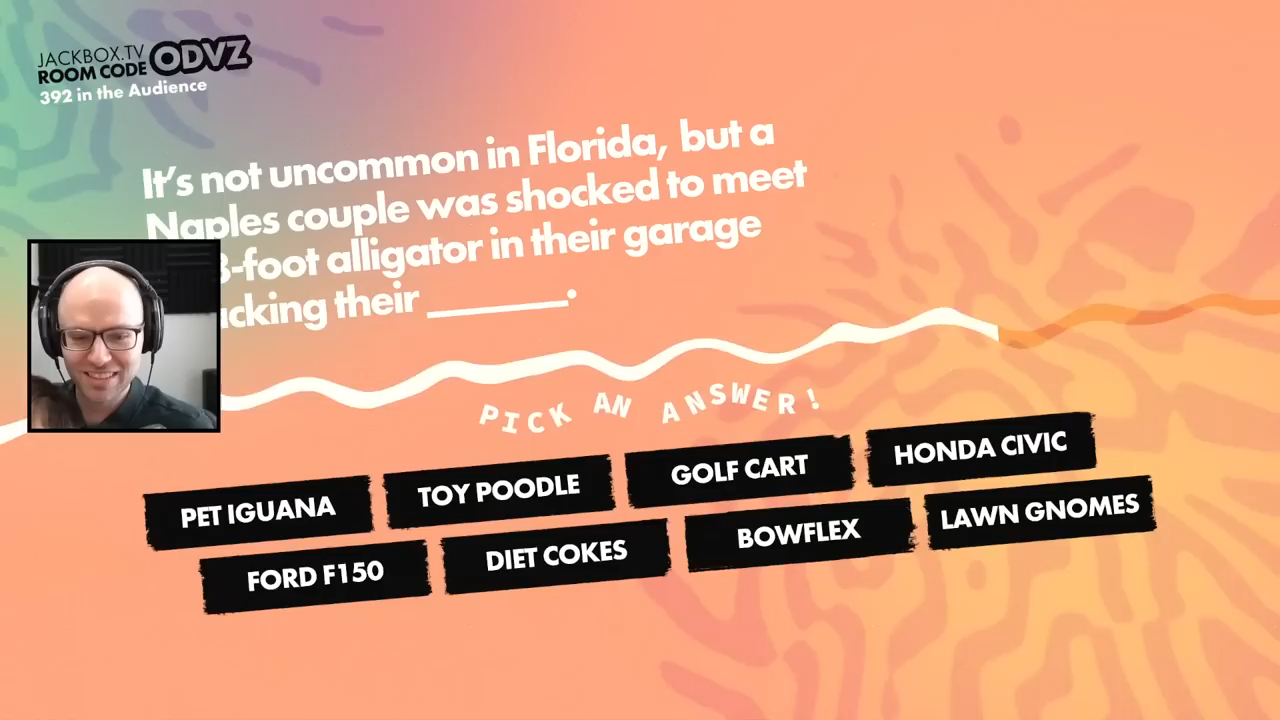 JACKBOX.TV
ROOM CODE ODVZ
392 in the Audience
It's not uncommon in Florida, but a
Naples couple was shocked to meet
-foot alligator in their garage
their ______.
PICK AN ANSWER!
PET IGUANA
TOY POODLE
GOLF CART
HONDA CIVIC
FORD F150
DIET COKES
BOWFLEX
LAWN GNOMES